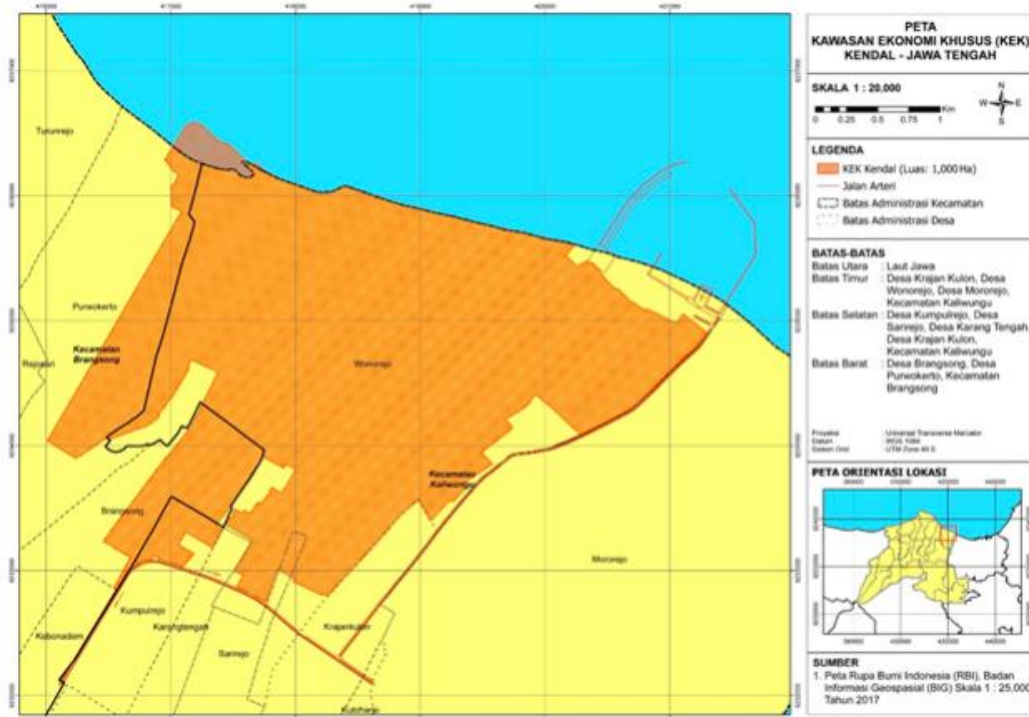 PETA
KAWASAN EKONOMI KHUSUS (KEK)
KENDAL - JAWA TENGAH
SKALA 1 : 20,000
N
W E
S
Km
0 0.25 0.5 0.75 1
LEGENDA
KEK Kendal (Luas: 1,000 Ha)
Jalan Arteri
Batas Administrasi Kecamatan
Batas Administrasi Desa
BATAS-BATAS
Batas Utara : Laut Jawa
Batas Timur : Desa Krajan Kulon, Desa
Wonorejo, Desa Mororejo,
Kecamatan Kaliwungu
Batas Selatan : Desa Kumpulrejo, Desa
Sarirejo, Desa Karang Tengah,
Desa Krajan Kulon,
Kecamatan Kaliwungu
Batas Barat : Desa Brangsong, Desa
Purwokerto, Kecamatan
Brangsong
Proyeksi : Universal Transverse Mercator
Datum : WGS 1984
PETA ORIENTASI LOKASI
SUMBER
1. Peta Rupa Bumi Indonesia (RBI), Badan
Informasi Geospasial (BIG) Skala 1 : 25.000
Tahun 2017
Turunrejo
Purwokerto
Kecamatan
Brangsong
Wonorejo
Kecamatan
Kaliwungu
Brangsong
Mororejo
Kumpulrejo
Kebonadem
Karangtengah
Sarirejo
Krajankulon
Kutoharjo